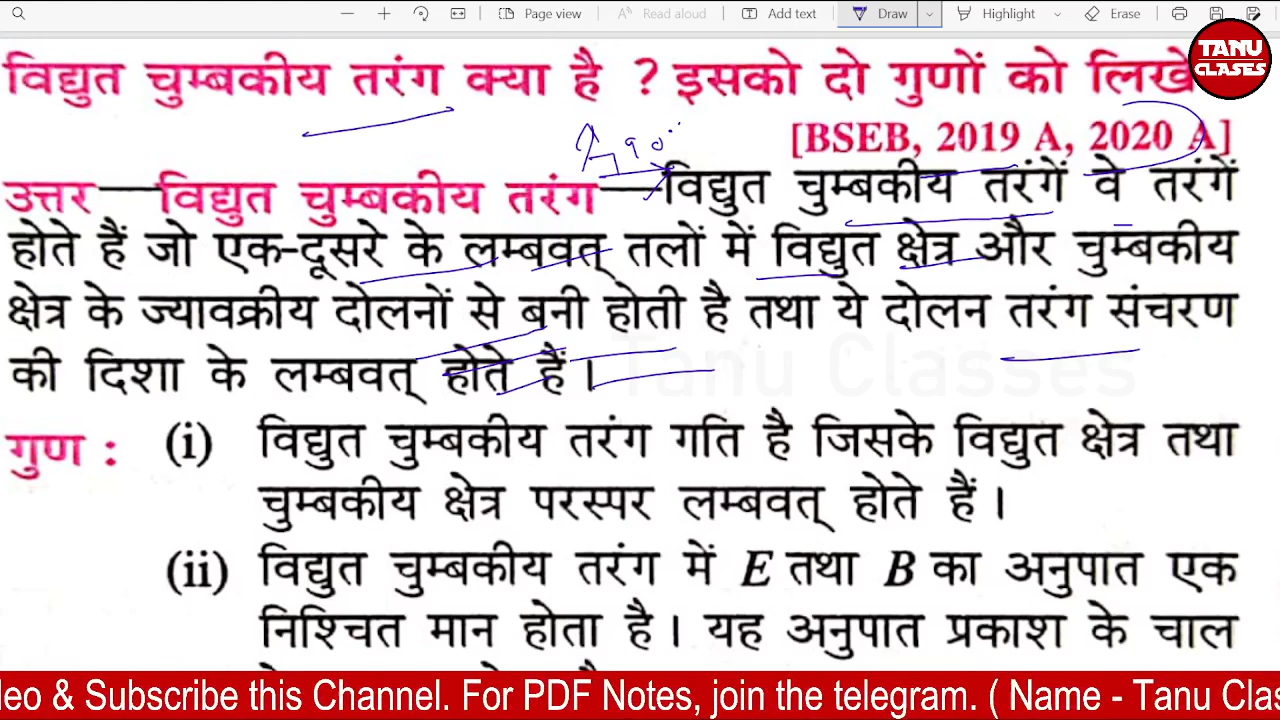 Page view
Read aloud
Add text
Draw
Highlight
Erase
TANU
CLASSES
विद्युत चुम्बकीय तरंग क्या है ? इसको दो गुणों को लिखे
[BSEB, 2019 A, 2020 A]
उत्तर—विद्युत चुम्बकीय तरंग—विद्युत चुम्बकीय तरंगें वे तरंगें
होते हैं जो एक-दूसरे के लम्बवत् तलों में विद्युत क्षेत्र और चुम्बकीय
क्षेत्र के ज्यावक्रीय दोलनों से बनी होती है तथा ये दोलन तरंग संचरण
की दिशा के लम्बवत् होते हैं ।
Tanu Classes
गुण : (i) विद्युत चुम्बकीय तरंग गति है जिसके विद्युत क्षेत्र तथा
चुम्बकीय क्षेत्र परस्पर लम्बवत् होते हैं ।
(ii) विद्युत चुम्बकीय तरंग में E तथा B का अनुपात एक
निश्चित मान होता है । यह अनुपात प्रकाश के चाल
deo & Subscribe this Channel. For PDF Notes, join the telegram. ( Name - Tanu Clas